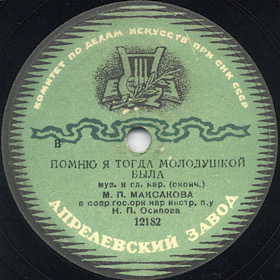 КОМИТЕТ ПО ДЕЛАМ ИСКУССТВ ПРИ СНК СССР
В
ПОМНЮ Я ТОГДА МОЛОДУШКОЙ
БЫЛА
муз. и сл. нар. (оконч.)
М. П. МАКСАКОВА
в сопр. гос. орк нар инстр. п.у
Н. П. Осипова
12182
АПРЕЛЕВСКИЙ ЗАВОД